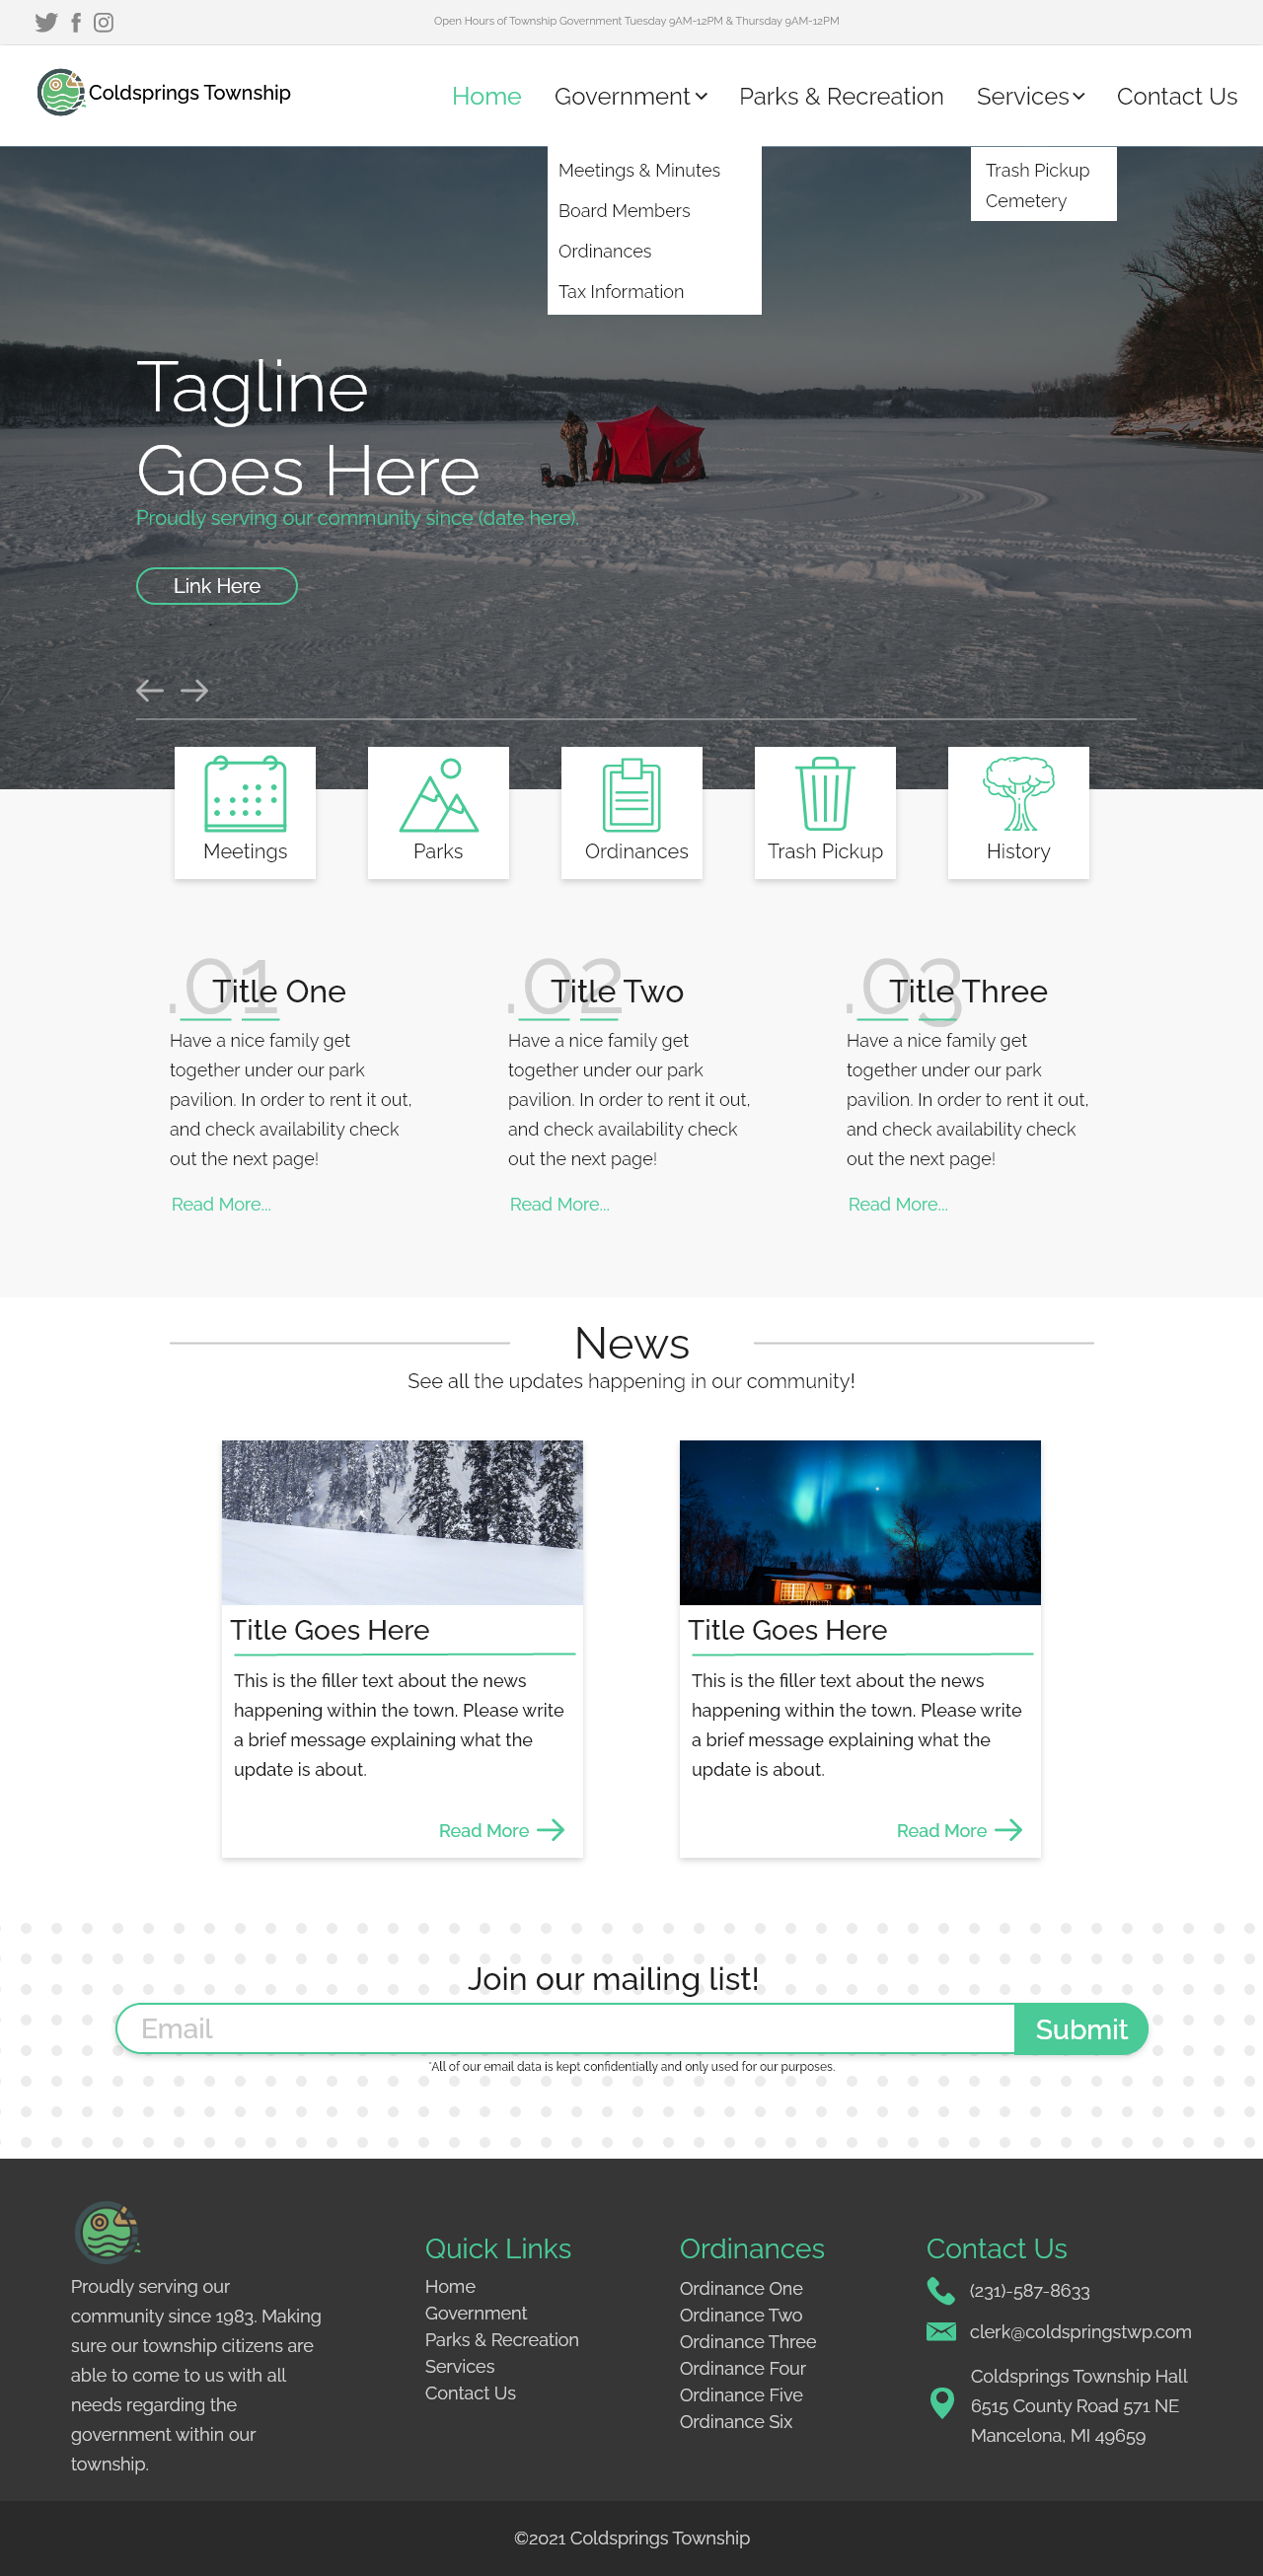 Open Hours of Township Government Tuesday 9AM-12PM & Thursday 9AM-12PM
Coldsprings Township
Home
Government
Parks & Recreation
Services
Contact Us
Meetings & Minutes
Board Members
Ordinances
Tax Information
Trash Pickup
Cemetery
Tagline
Goes Here
Proudly serving our community since (date here).
Link Here
Meetings
Parks
Ordinances
Trash Pickup
History
.01
Title One
Have a nice family get
together under our park
pavilion. In order to rent it out,
and check availability check
out the next page!
Read More...
.02
Title Two
Have a nice family get
together under our park
pavilion. In order to rent it out,
and check availability check
out the next page!
Read More...
.03
Title Three
Have a nice family get
together under our park
pavilion. In order to rent it out,
and check availability check
out the next page!
Read More...
News
See all the updates happening in our community!
Title Goes Here
This is the filler text about the news
happening within the town. Please write
a brief message explaining what the
update is about.
Read More
Title Goes Here
This is the filler text about the news
happening within the town. Please write
a brief message explaining what the
update is about.
Read More
Join our mailing list!
Email
Submit
*All of our email data is kept confidentially and only used for our purposes.
Proudly serving our
community since 1983. Making
sure our township citizens are
able to come to us with all
needs regarding the
government within our
township.
Quick Links
Home
Government
Parks & Recreation
Services
Contact Us
Ordinances
Ordinance One
Ordinance Two
Ordinance Three
Ordinance Four
Ordinance Five
Ordinance Six
Contact Us
(231)-587-8633
clerk@coldspringstwp.com
Coldsprings Township Hall
6515 County Road 571 NE
Mancelona, MI 49659
©2021 Coldsprings Township